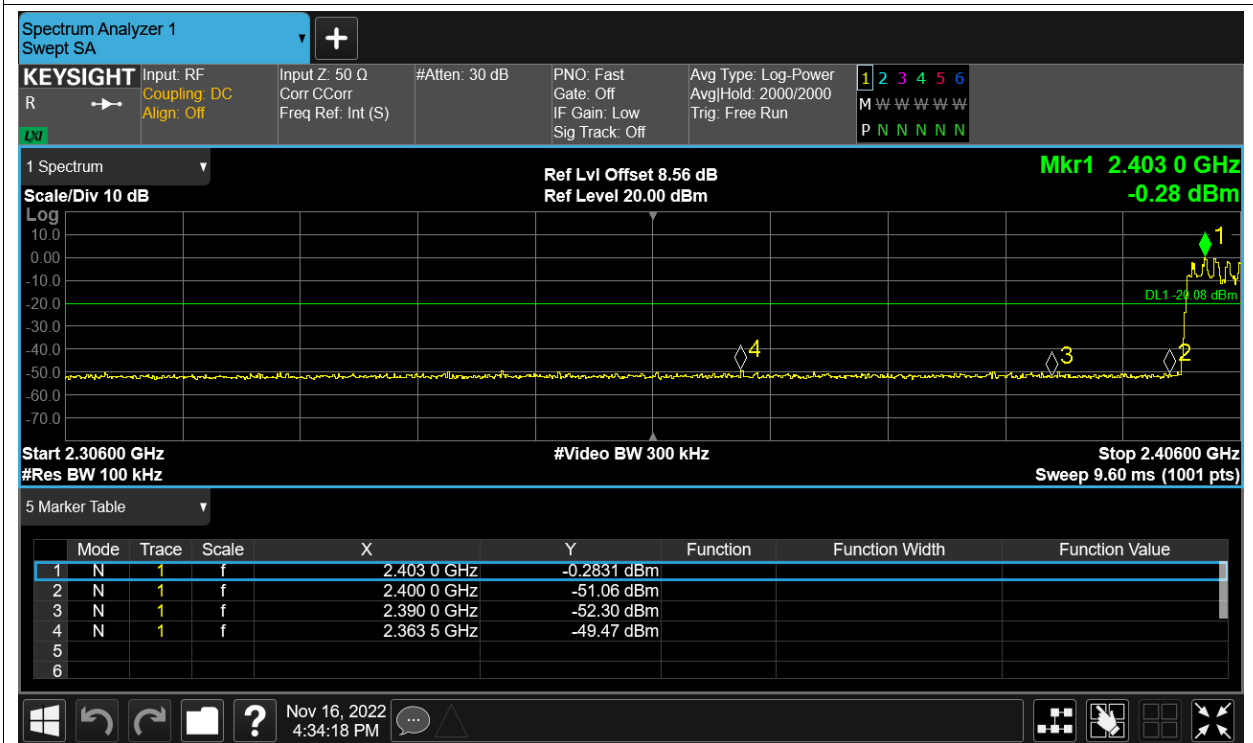 Spectrum Analyzer 1
Swept SA
KEYSIGHT
R
LXI
Input: RF
Coupling: DC
Align: Off
Input Z: 50 Ω
Corr CCorr
Freq Ref: Int (S)
#Atten: 30 dB
PNO: Fast
Gate: Off
IF Gain: Low
Sig Track: Off
Avg Type: Log-Power
Avg|Hold: 2000/2000
Trig: Free Run
1 2 3 4 5 6
M W W W W W
P N N N N N
1 Spectrum
Scale/Div 10 dB
Ref Lvl Offset 8.56 dB
Ref Level 20.00 dBm
Mkr1 2.403 0 GHz
-0.28 dBm
Log
10.0
0.00
-10.0
-20.0
-30.0
-40.0
-50.0
-60.0
-70.0
1
DL1 -20.08 dBm
4
3
2
Start 2.30600 GHz
#Video BW 300 kHz
Stop 2.40600 GHz
#Res BW 100 kHz
Sweep 9.60 ms (1001 pts)
5 Marker Table
Mode Trace Scale X Y Function Function Width Function Value
1 N 1 f 2.403 0 GHz -0.2831 dBm
2 N 1 f 2.400 0 GHz -51.06 dBm
3 N 1 f 2.390 0 GHz -52.30 dBm
4 N 1 f 2.363 5 GHz -49.47 dBm
5
6
?
Nov 16, 2022
4:34:18 PM